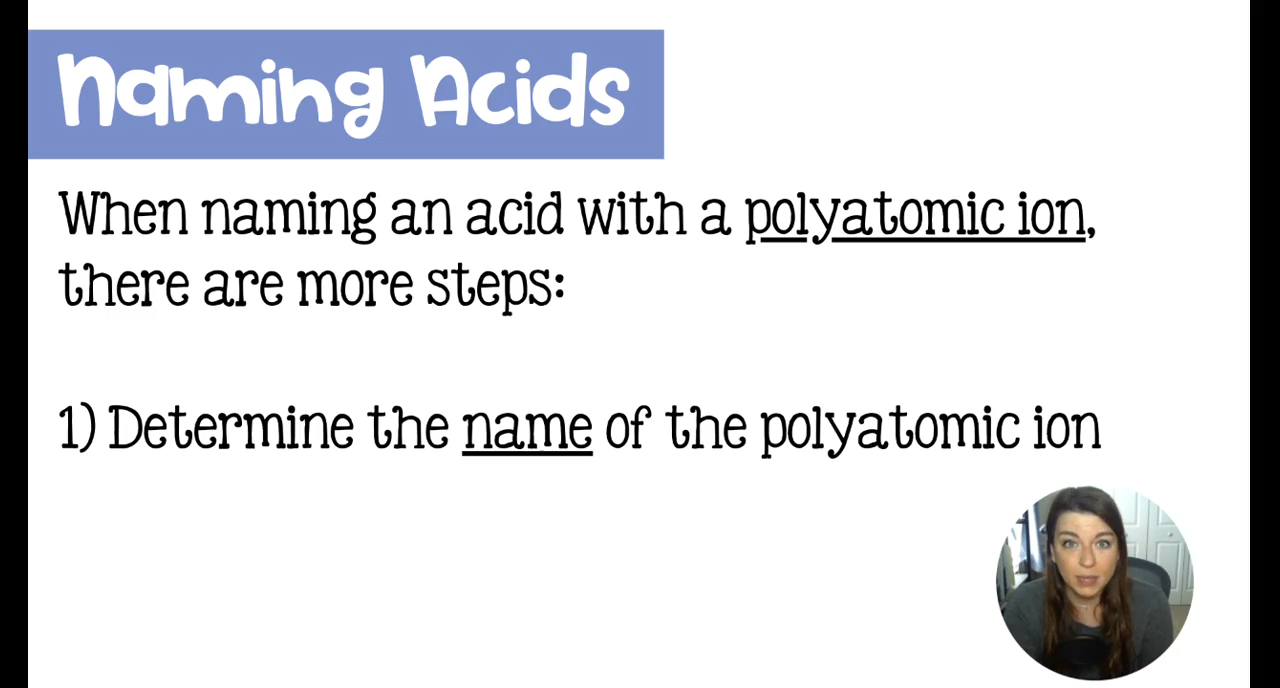 Naming Acids
When naming an acid with a polyatomic ion,
there are more steps:
1) Determine the name of the polyatomic ion